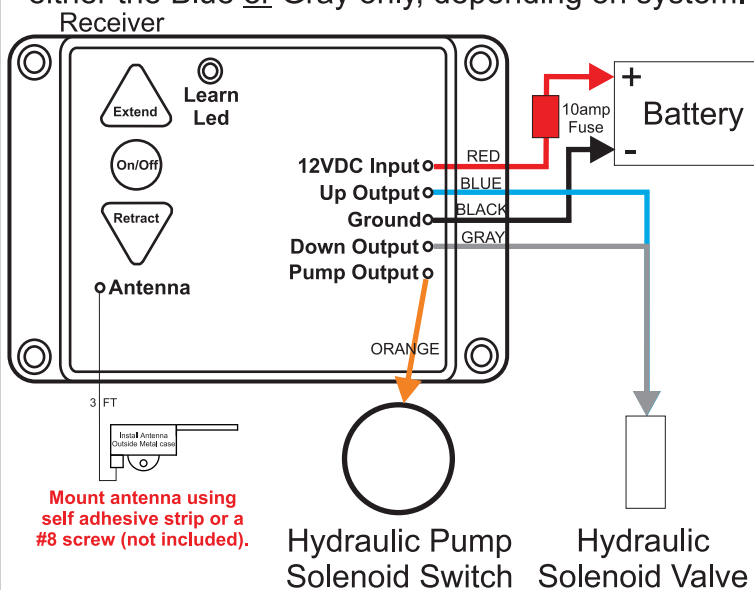 either the Blue or Gray only, depending on system.
Receiver
Extend
Learn
Led
On/Off
Retract
Antenna
12VDC Input
Up Output
Ground
Down Output
Pump Output
RED
BLUE
BLACK
GRAY
ORANGE
10amp
Fuse
+
Battery
-
3 FT
Install Antenna
Outside Metal case
Mount antenna using
self adhesive strip or a
#8 screw (not included).
Hydraulic Pump
Solenoid Switch
Hydraulic
Solenoid Valve